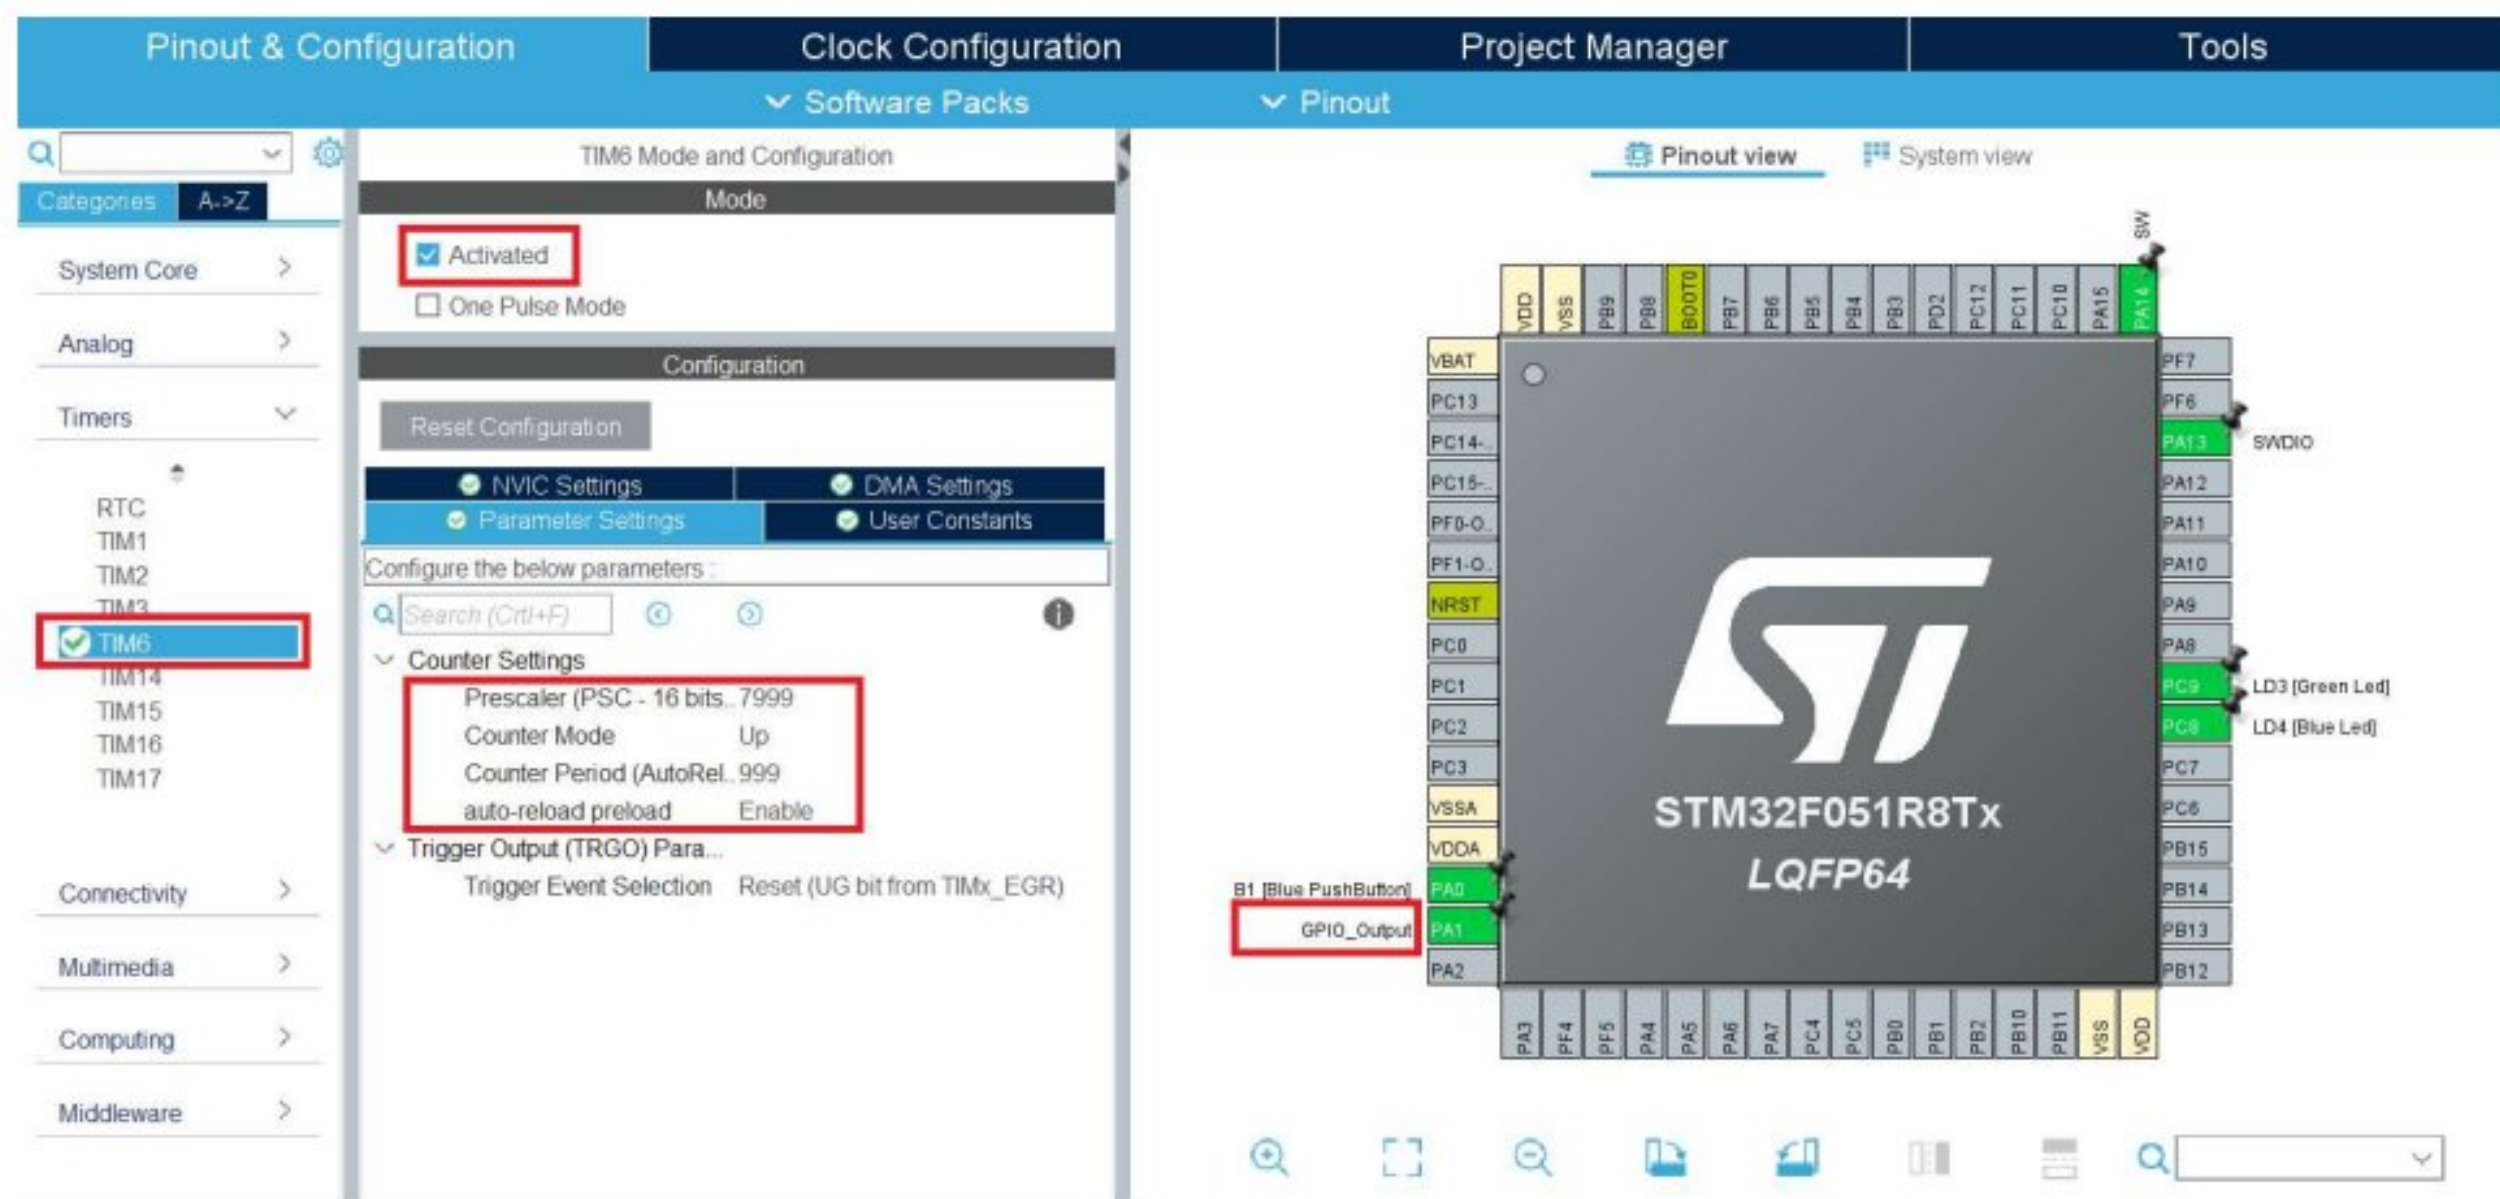 Pinout & Configuration
Clock Configuration
Project Manager
Tools
Software Packs
Pinout
Categories
A->Z
System Core
Analog
Timers
RTC
TIM1
TIM2
TIM3
TIM6
TIM14
TIM15
TIM16
TIM17
Connectivity
Multimedia
Computing
Middleware
TIM6 Mode and Configuration
Mode
Activated
One Pulse Mode
Configuration
Reset Configuration
NVIC Settings
DMA Settings
Parameter Settings
User Constants
Configure the below parameters :
Search (Crtl+F)
Counter Settings
Prescaler (PSC - 16 bits.. 7999
Counter Mode Up
Counter Period (AutoRel.. 999
auto-reload preload Enable
Trigger Output (TRGO) Para...
Trigger Event Selection Reset (UG bit from TIMx_EGR)
Pinout view
System view
SW
VDD
VSS
PB9
PB8
BOOT0
PB7
PB6
PB5
PB4
PB3
PD2
PC12
PC11
PC10
PA15
PA14
VBAT
PC13
PC14-..
PC15-..
PF0-O..
PF1-O..
NRST
PC0
PC1
PC2
PC3
VSSA
VDDA
B1 [Blue PushButton] PA0
GPIO_Output PA1
PA2
STM32F051R8Tx
LQFP64
PF7
PF6
PA13 SWDIO
PA12
PA11
PA10
PA9
PA8
PC9 LD3 [Green Led]
PC8 LD4 [Blue Led]
PC7
PC6
PB15
PB14
PB13
PB12
PA3
PF4
PF5
PA4
PA5
PA6
PA7
PC4
PC5
PB0
PB1
PB2
PB10
PB11
VSS
VDD